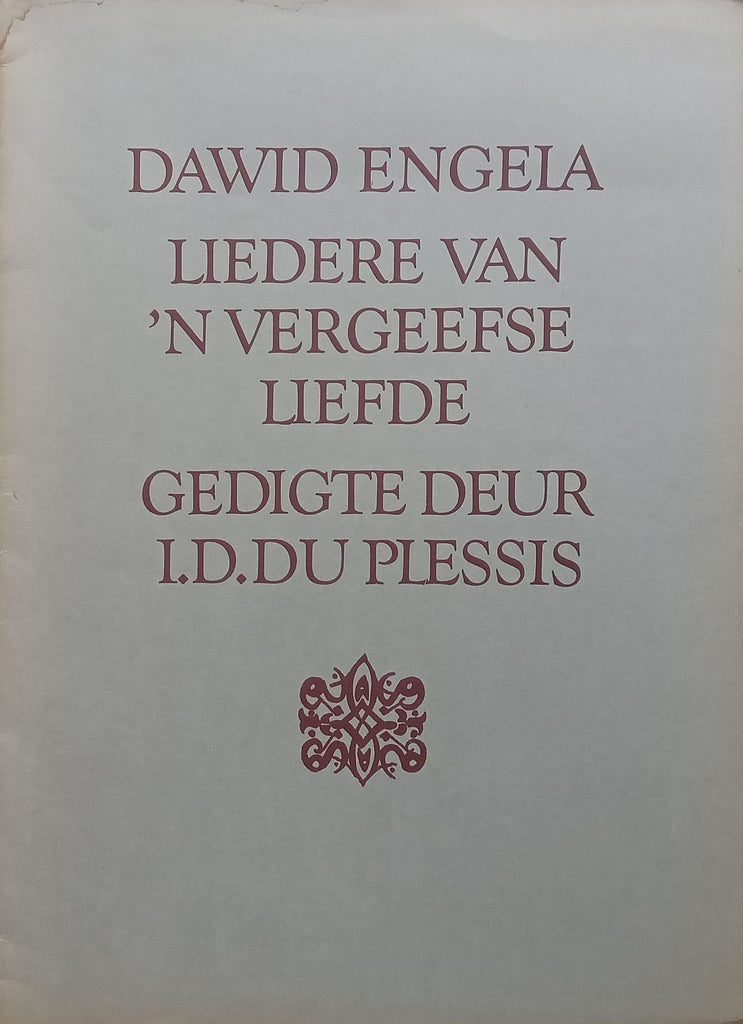 DAWID ENGELA
LIEDERE VAN
’N VERGEEFSE
LIEFDE
GEDIGTE DEUR
I.D.DU PLESSIS